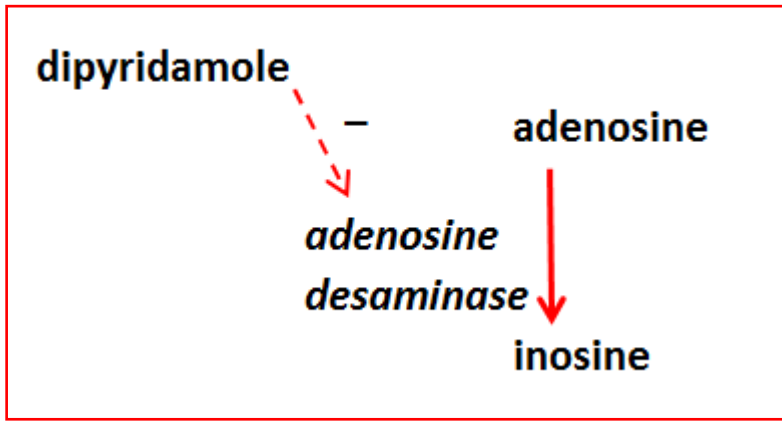 dipyridamole
–
adenosine
adenosine
desaminase
inosine